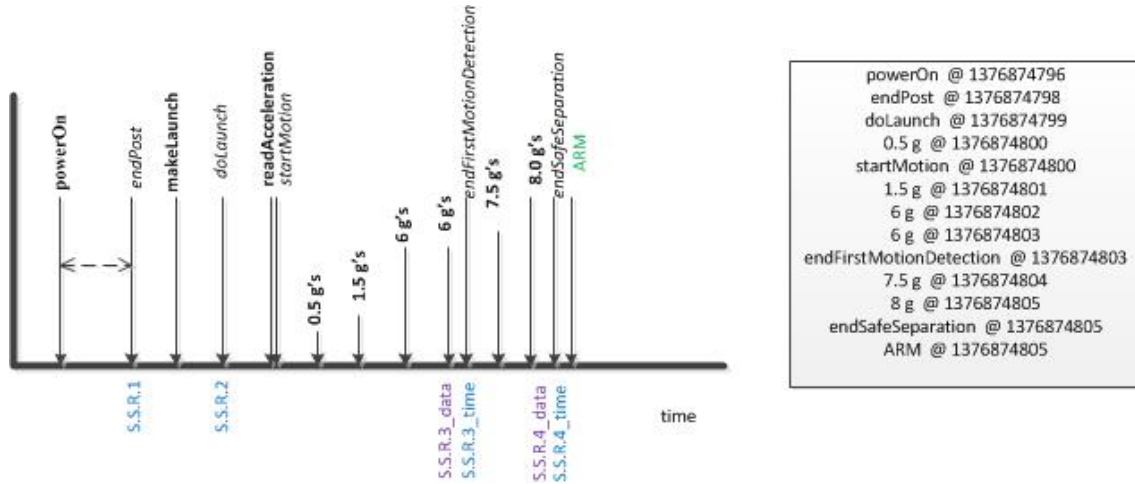 powerOn
endPost
makeLaunch
doLaunch
readAcceleration
startMotion
0.5 g's
1.5 g's
6 g's
6 g's
endFirstMotionDetection
7.5 g's
8.0 g's
endSafeSeparation
ARM
S.S.R.1
S.S.R.2
S.S.R.3_data
S.S.R.3_time
S.S.R.4_data
S.S.R.4_time
time
powerOn @ 1376874796
endPost @ 1376874798
doLaunch @ 1376874799
0.5 g @ 1376874800
startMotion @ 1376874800
1.5 g @ 1376874801
6 g @ 1376874802
6 g @ 1376874803
endFirstMotionDetection @ 1376874803
7.5 g @ 1376874804
8 g @ 1376874805
endSafeSeparation @ 1376874805
ARM @ 1376874805